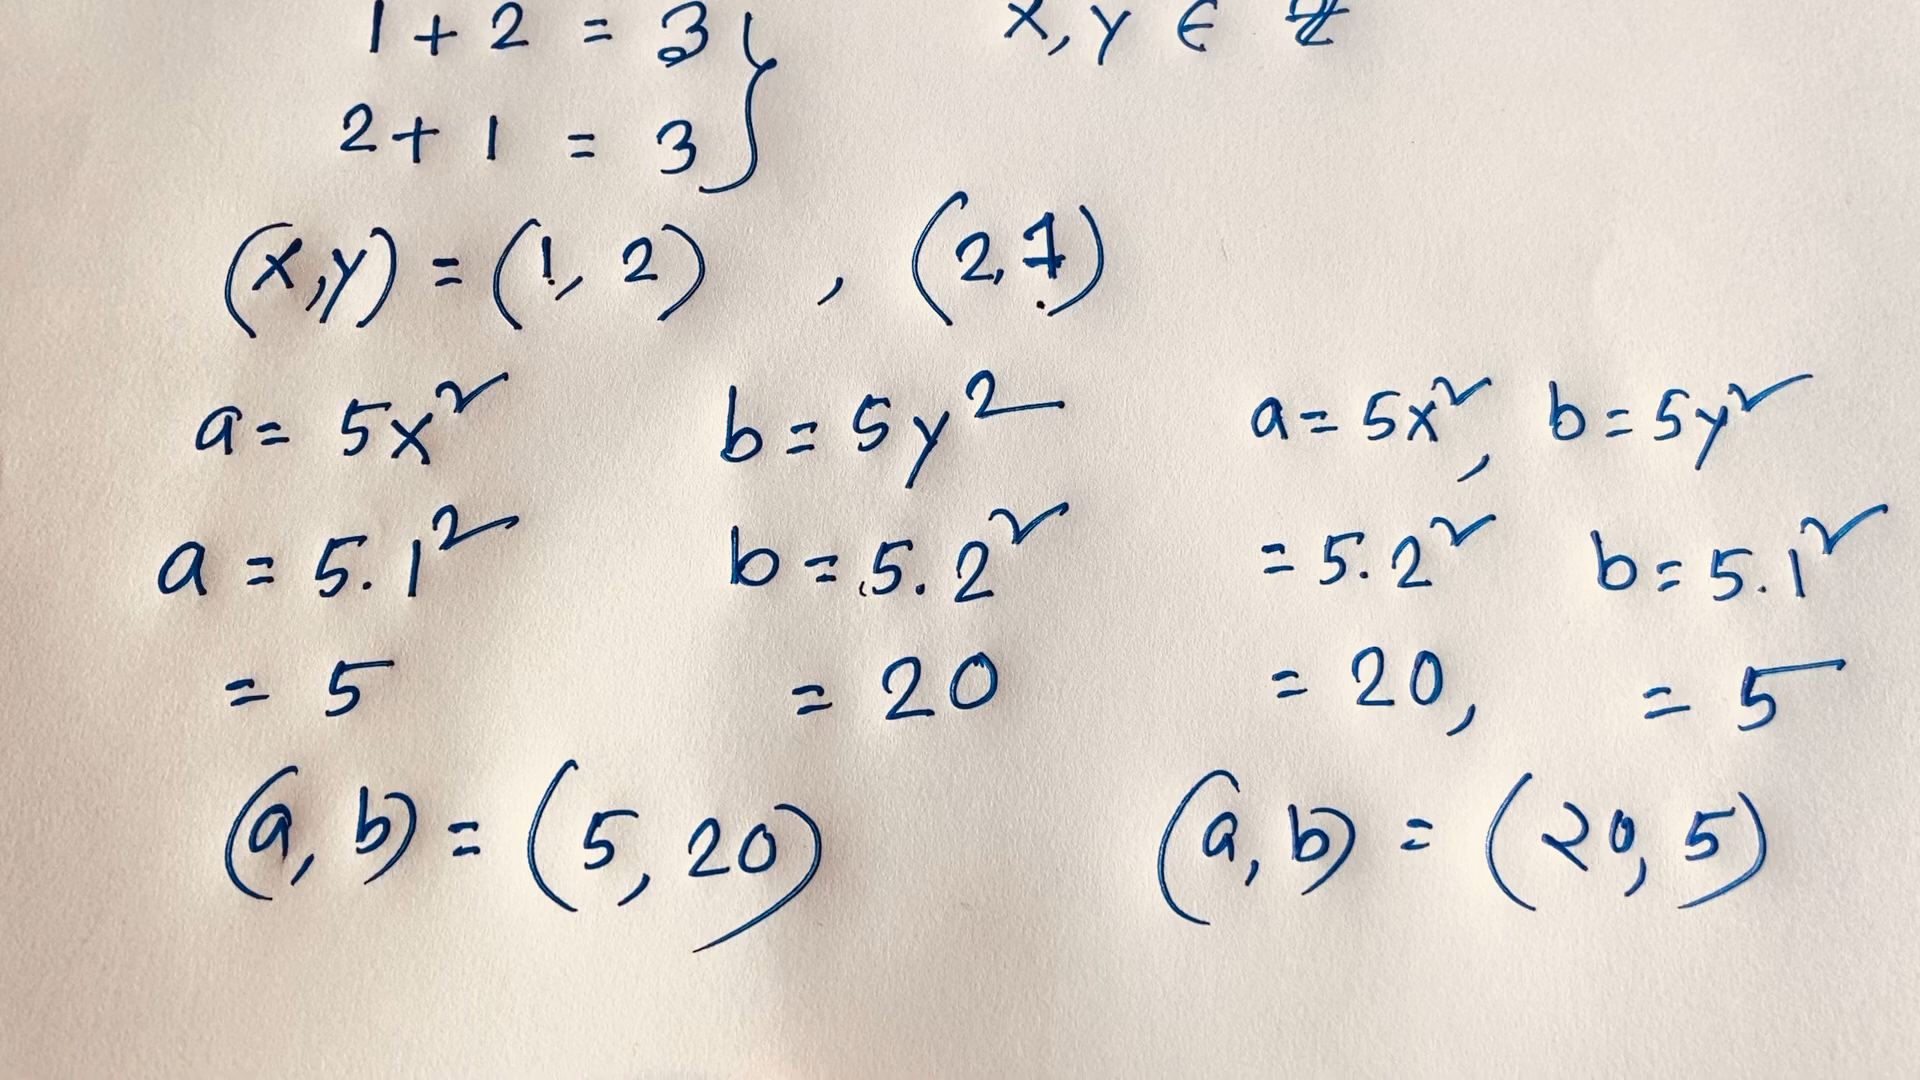 1 + 2 = 3 } x, y ∈ ℤ
2 + 1 = 3
(x,y) = (1, 2) , (2,1)
a = 5x² b = 5y² a = 5x², b = 5y²
a = 5.1² b = 5.2² = 5.2² b = 5.1²
= 5 = 20 = 20, = 5
(a, b) = (5, 20) (a, b) = (20, 5)